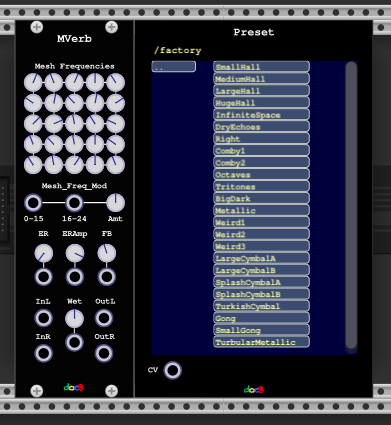 MVerb
Mesh Frequencies
Mesh_Freq_Mod
0-15 16-24 Amt
ER ERAmp FB
InL Wet OutL
InR OutR
docB
Preset
/factory
..
SmallHall
MediumHall
LargeHall
HugeHall
InfiniteSpace
DryEchoes
Right
Comby1
Comby2
Octaves
Tritones
BigDark
Metallic
Weird1
Weird2
Weird3
LargeCymbalA
LargeCymbalB
SplashCymbalA
SplashCymbalB
TurkishCymbal
Gong
SmallGong
TurbularMetallic
CV
docB